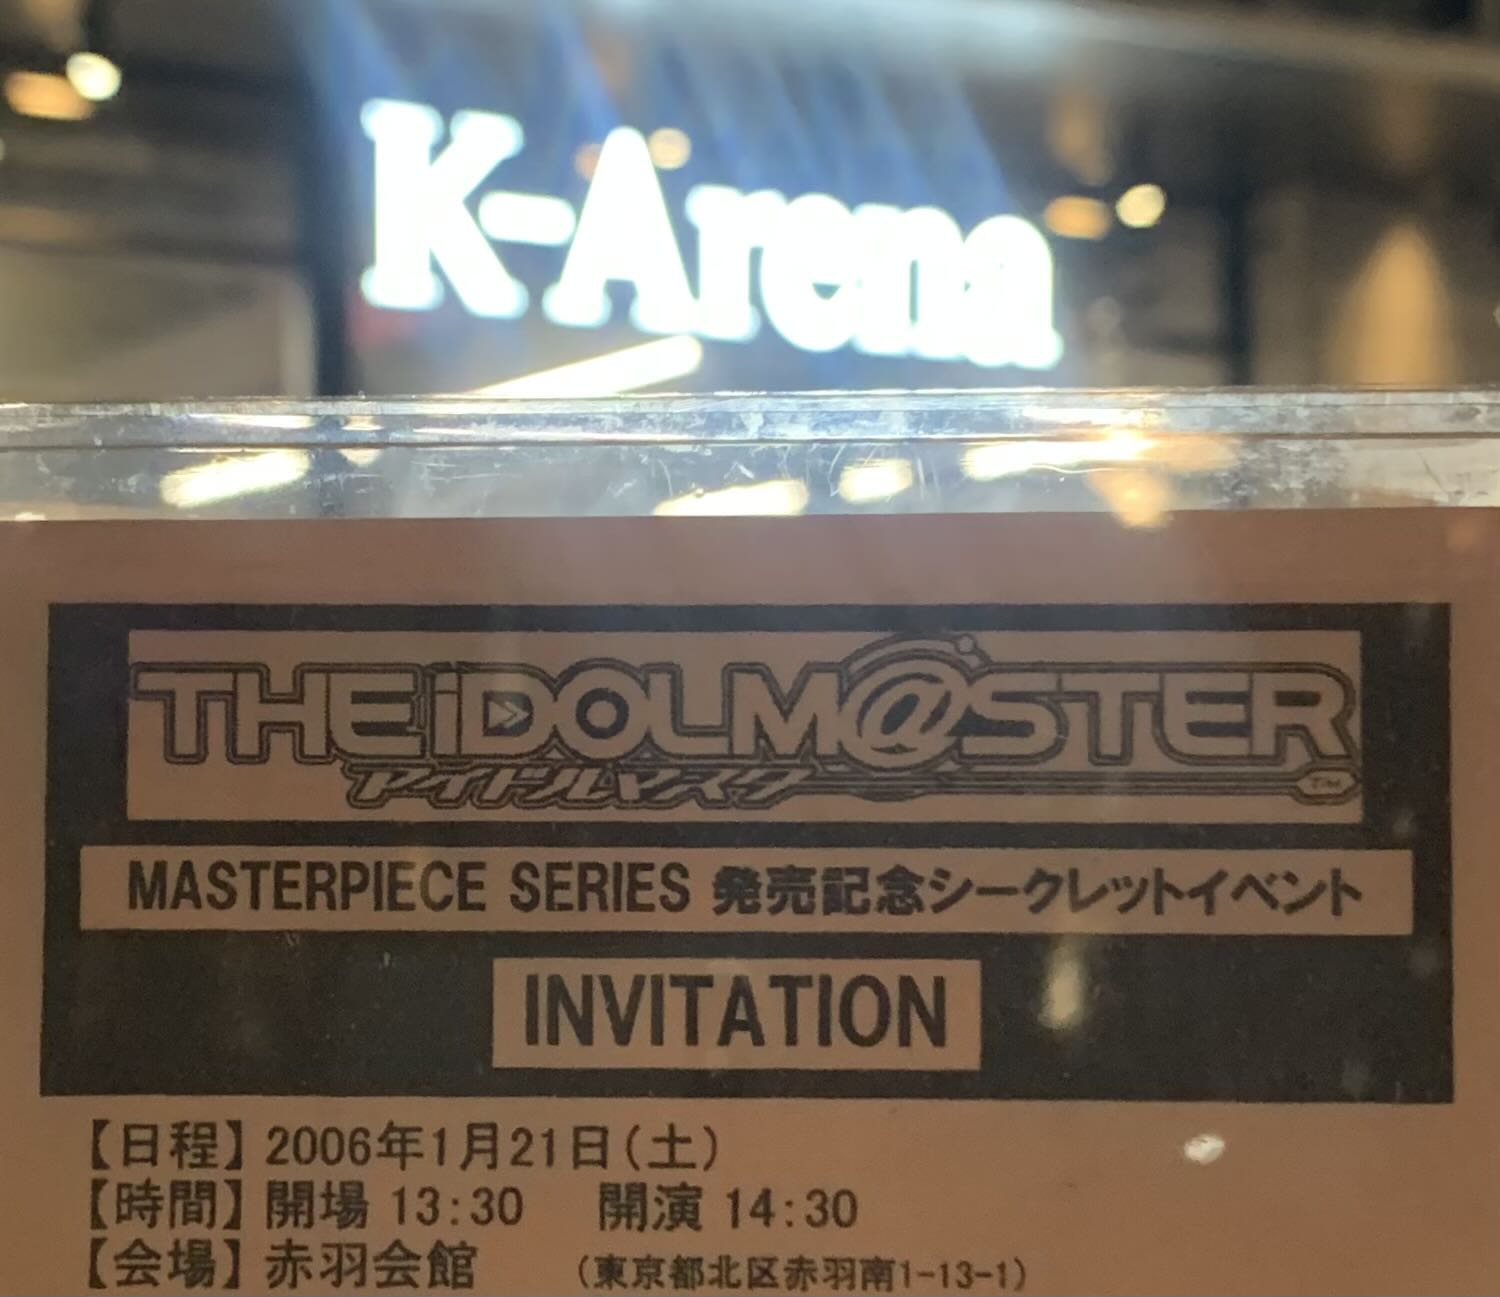 K-Arena
THE iDOLM@STER
アイドルマスター
MASTERPIECE SERIES 発売記念シークレットイベント
INVITATION
【日程】 2006年1月21日(土)
【時間】 開場 13:30 開演 14:30
【会場】 赤羽会館 (東京都北区赤羽南1-13-1)